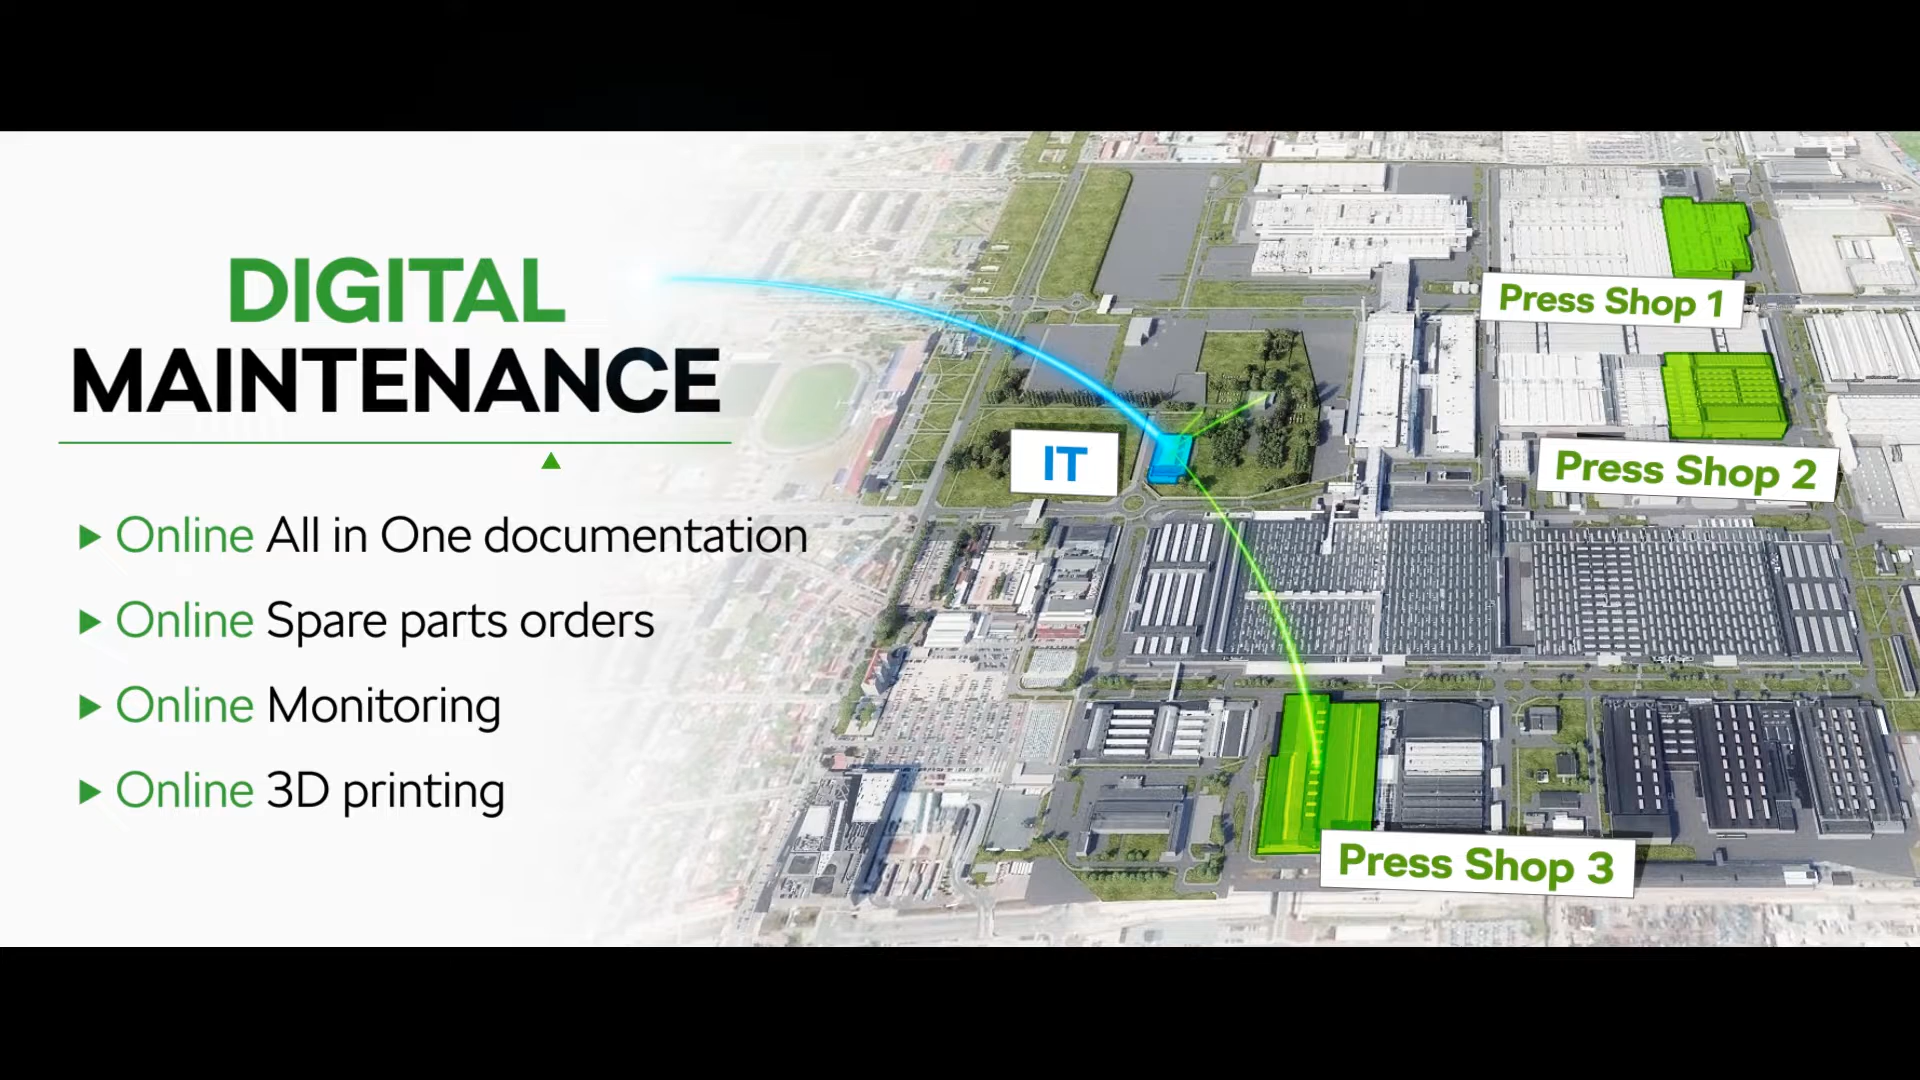 DIGITAL
MAINTENANCE
Online All in One documentation
Online Spare parts orders
Online Monitoring
Online 3D printing
IT
Press Shop 1
Press Shop 2
Press Shop 3